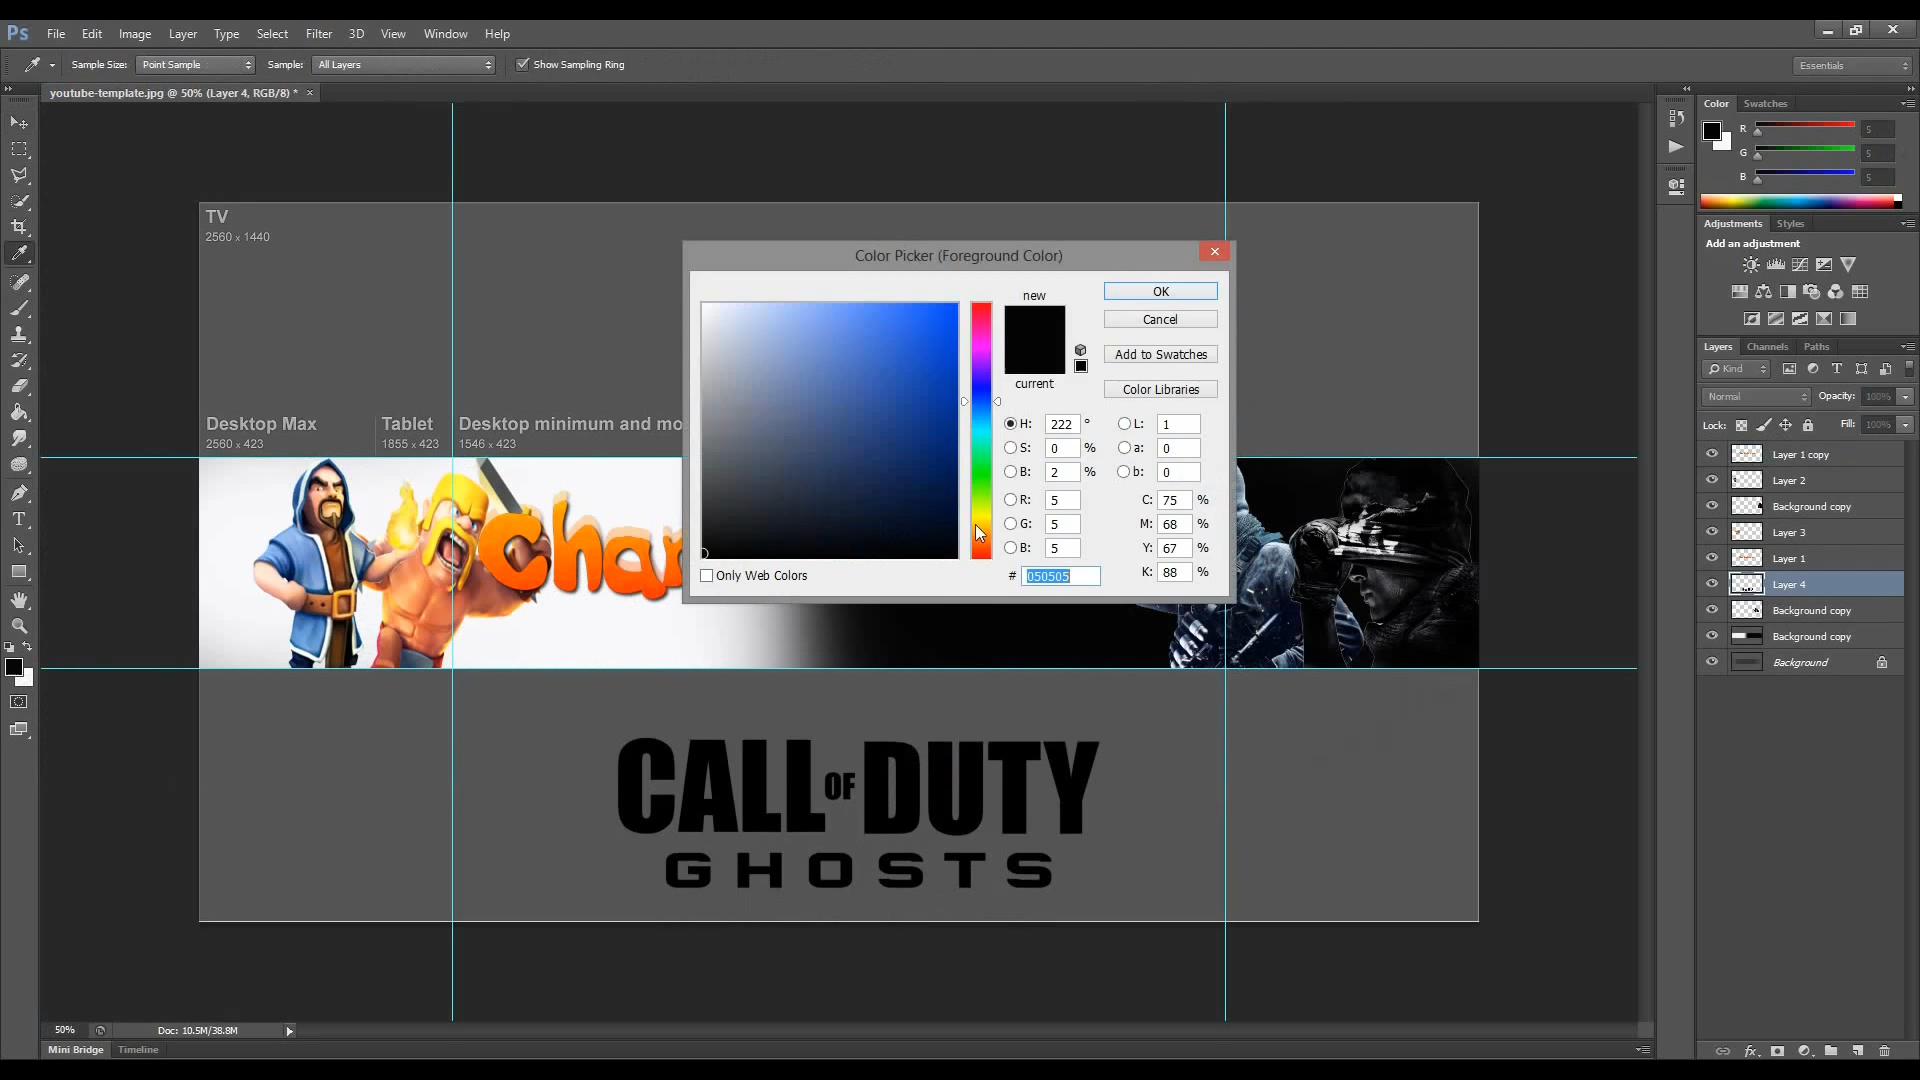 Ps File Edit Image Layer Type Select Filter 3D View Window Help
Sample Size: Point Sample Sample: All Layers Show Sampling Ring Essentials
youtube-template.jpg @ 50% (Layer 4, RGB/8) * ×
Color Swatches
R 5
G 5
B 5
TV
2560 x 1440
Adjustments Styles
Add an adjustment
Color Picker (Foreground Color)
new
current
OK
Cancel
Add to Swatches
Color Libraries
H: 222 °
S: 0 %
B: 2 %
R: 5
G: 5
B: 5
L: 1
a: 0
b: 0
C: 75 %
M: 68 %
Y: 67 %
K: 88 %
Only Web Colors
# 050505
Layers Channels Paths
Kind
Normal Opacity: 100%
Lock: Fill: 100%
Layer 1 copy
Layer 2
Background copy
Layer 3
Layer 1
Layer 4
Background copy
Background copy
Background
Desktop Max
2560 x 423
Tablet
1855 x 423
Desktop minimum and mo
1546 x 423
Char
CALL OF DUTY
GHOSTS
50% Doc: 10.5M/38.8M
Mini Bridge Timeline